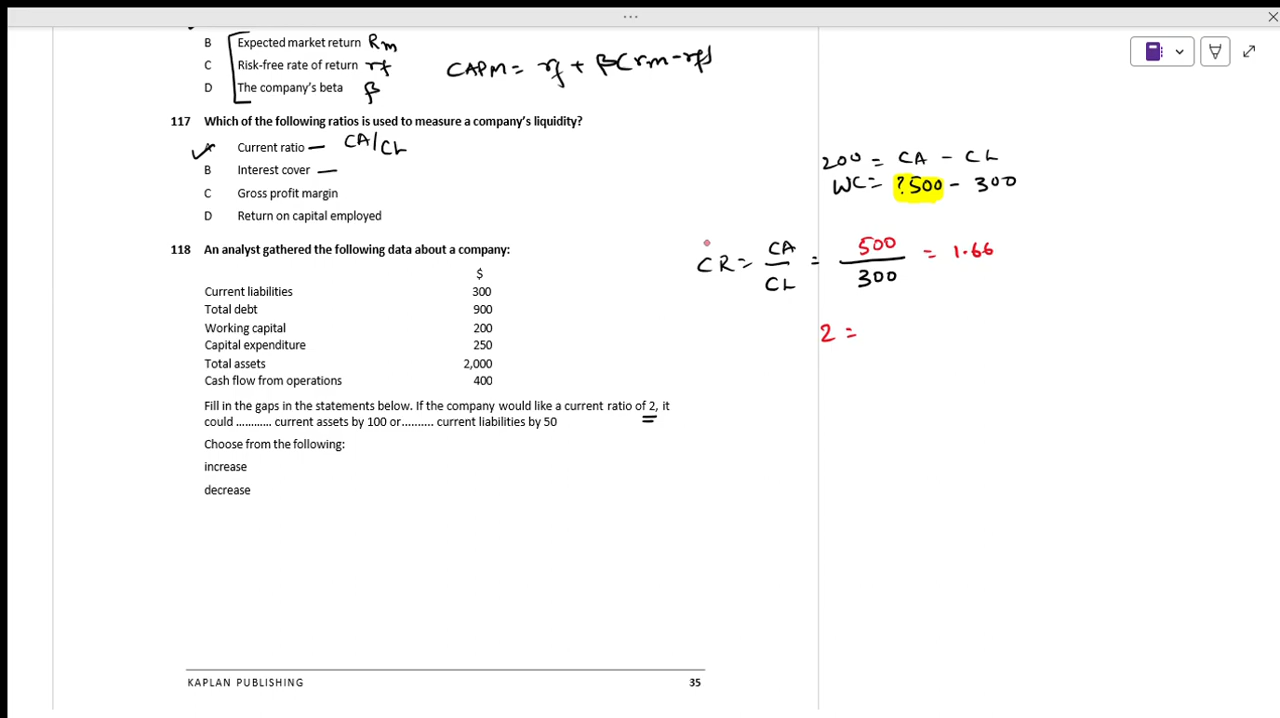 B Expected market return Rm
C Risk-free rate of return rf
D The company's beta β
CAPM = rf + β(rm-rf)
117 Which of the following ratios is used to measure a company's liquidity?
A Current ratio — CA/CL
B Interest cover —
C Gross profit margin
D Return on capital employed
200 = CA - CL
WC = ?500 - 300
118 An analyst gathered the following data about a company:
$
Current liabilities 300
Total debt 900
Working capital 200
Capital expenditure 250
Total assets 2,000
Cash flow from operations 400
CR = CA/CL = 500/300 = 1.66
2 =
Fill in the gaps in the statements below. If the company would like a current ratio of 2, it
could ............ current assets by 100 or.......... current liabilities by 50
Choose from the following:
increase
decrease
KAPLAN PUBLISHING 35